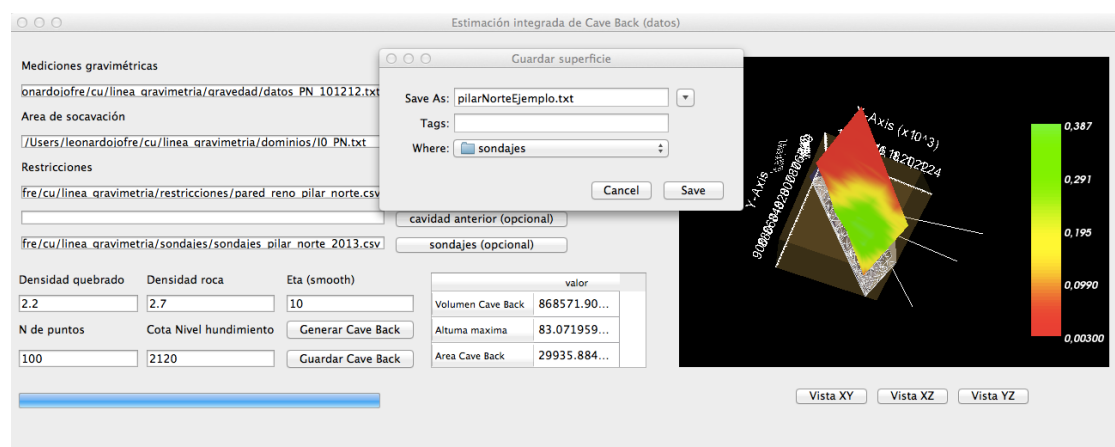 Estimación integrada de Cave Back (datos)
Guardar superficie
Save As: pilarNorteEjemplo.txt
Tags:
Where: sondajes
Cancel Save
Mediciones gravimétricas
onardojofre/cu/linea_gravimetria/gravedad/datos_PN_101212.txt
Area de socavación
/Users/leonardojofre/cu/linea_gravimetria/dominios/I0_PN.txt
Restricciones
fre/cu/linea_gravimetria/restricciones/pared_reno_pilar_norte.csv
cavidad anterior (opcional)
fre/cu/linea_gravimetria/sondajes/sondajes_pilar_norte_2013.csv
sondajes (opcional)
Densidad quebrado Densidad roca Eta (smooth)
2.2 2.7 10
N de puntos Cota Nivel hundimiento Generar Cave Back
100 2120 Guardar Cave Back
valor
Volumen Cave Back 868571.90...
Altuma maxima 83.071959...
Area Cave Back 29935.884...
X-Axis (x10^3)
Y-Axis
0,387
0,291
0,195
0,0990
0,00300
Vista XY Vista XZ Vista YZ